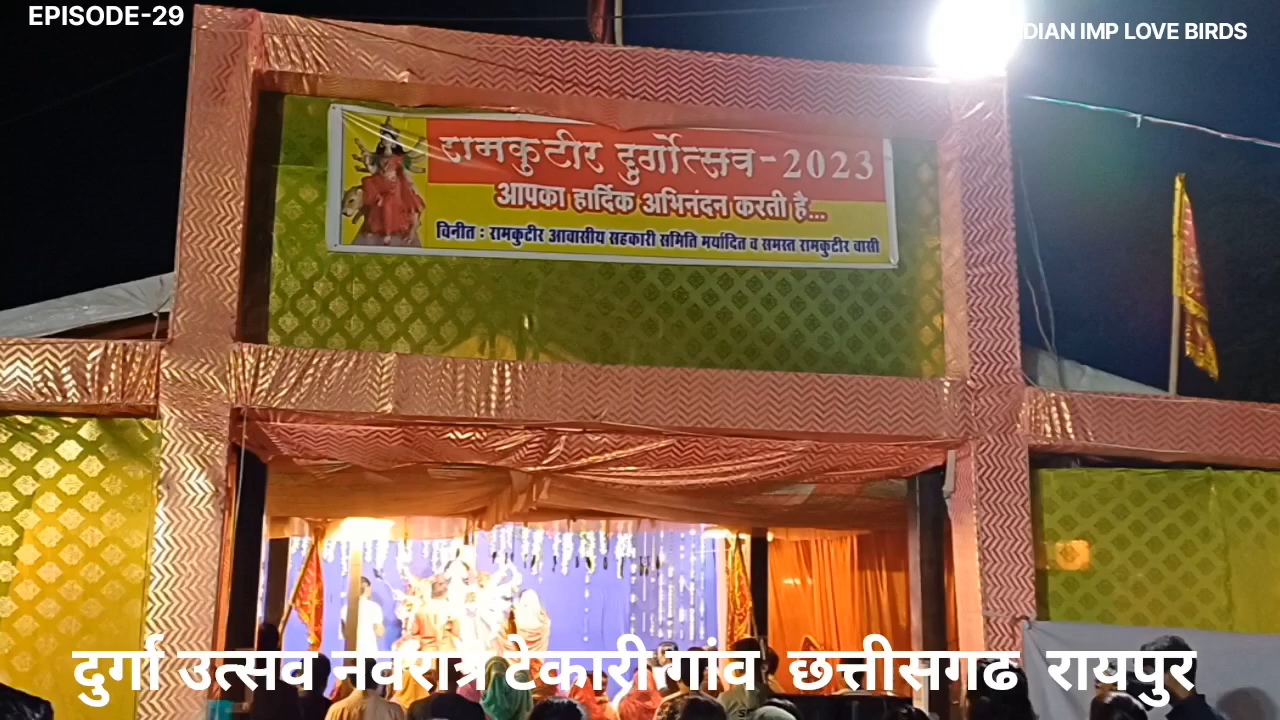 EPISODE-29
DIAN IMP LOVE BIRDS
रामकुटीर दुर्गोत्सव-2023
आपका हार्दिक अभिनंदन करती है...
विनीत : रामकुटीर आवासीय सहकारी समिति मर्यादित व समस्त रामकुटीर वासी
दुर्गा उत्सव नवरात्र टेकारी गांव छत्तीसगढ रायपुर